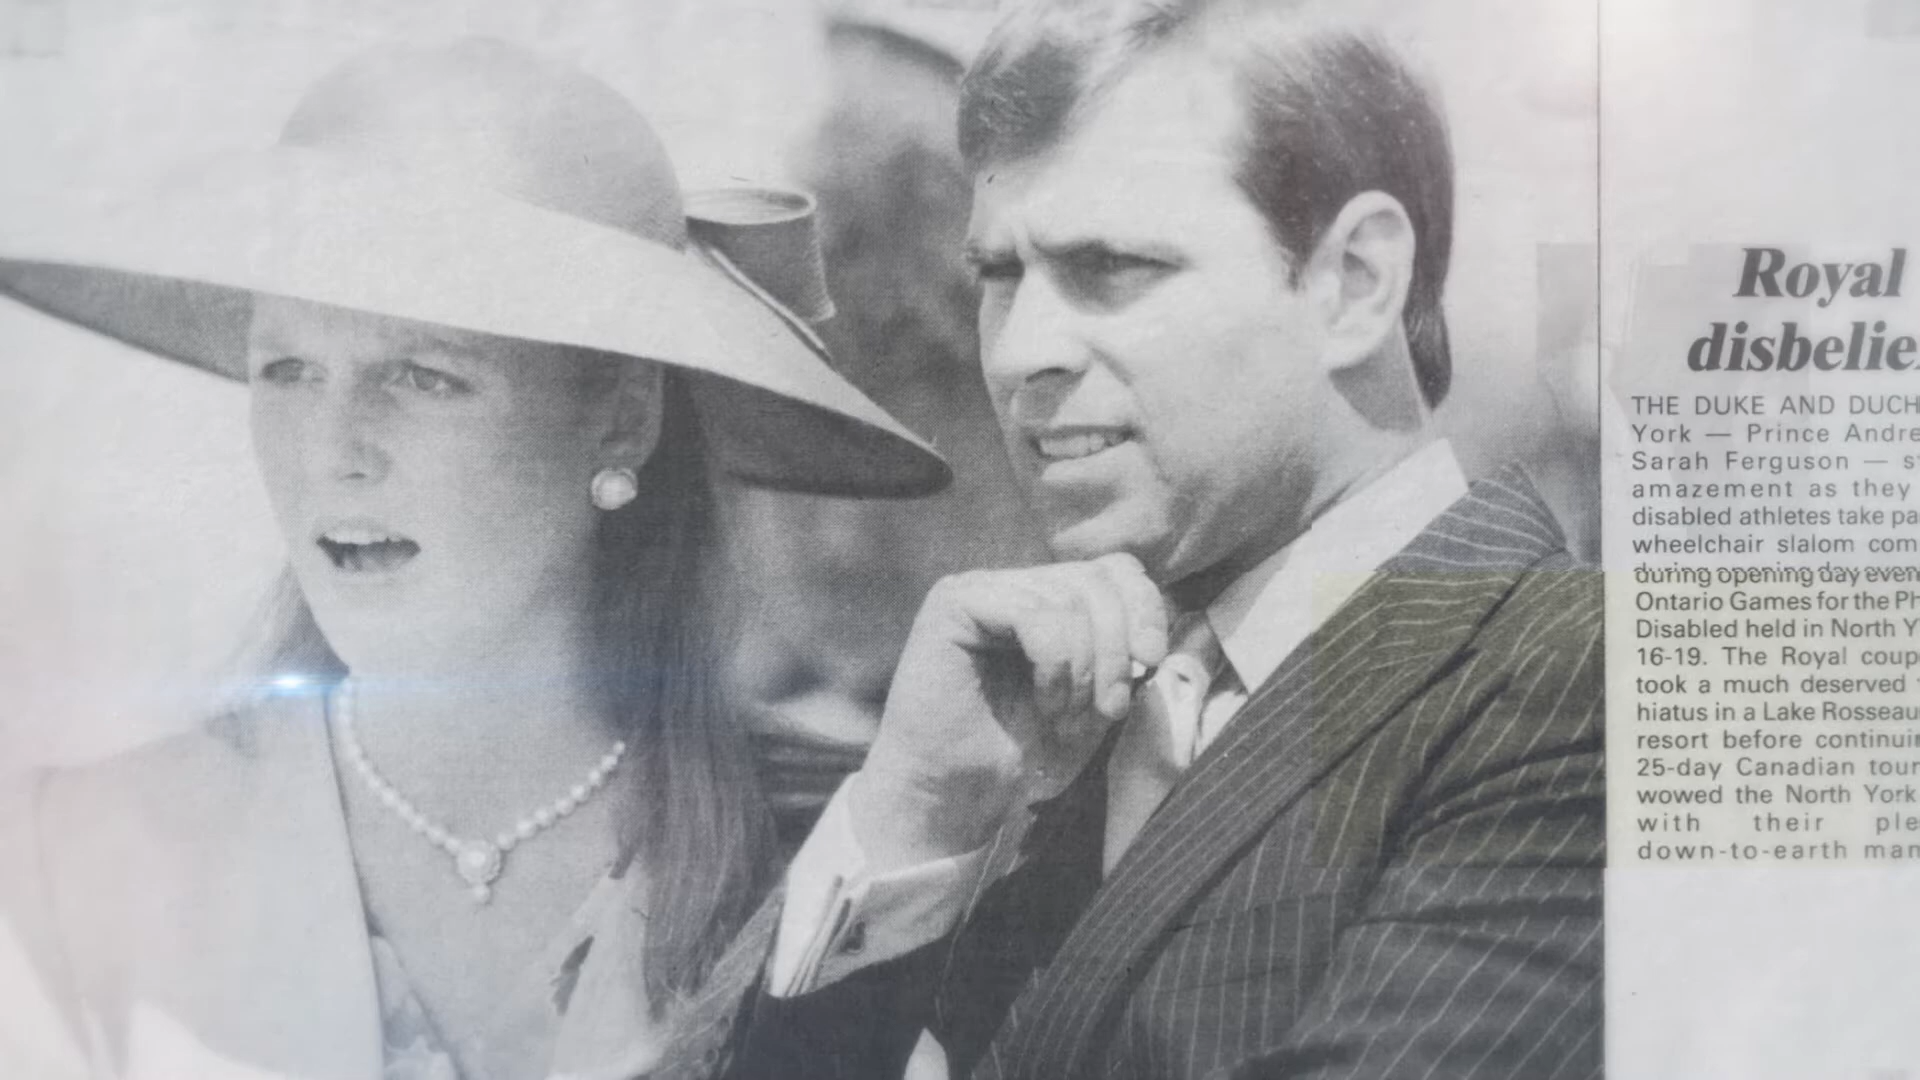 Royal
disbelie
THE DUKE AND DUCH
York — Prince Andre
Sarah Ferguson — s
amazement as they
disabled athletes take pa
wheelchair slalom com
during opening day even
Ontario Games for the Ph
Disabled held in North Y
16-19. The Royal coup
took a much deserved
hiatus in a Lake Rosseau
resort before continuin
25-day Canadian tour
wowed the North York
with their ple
down-to-earth man